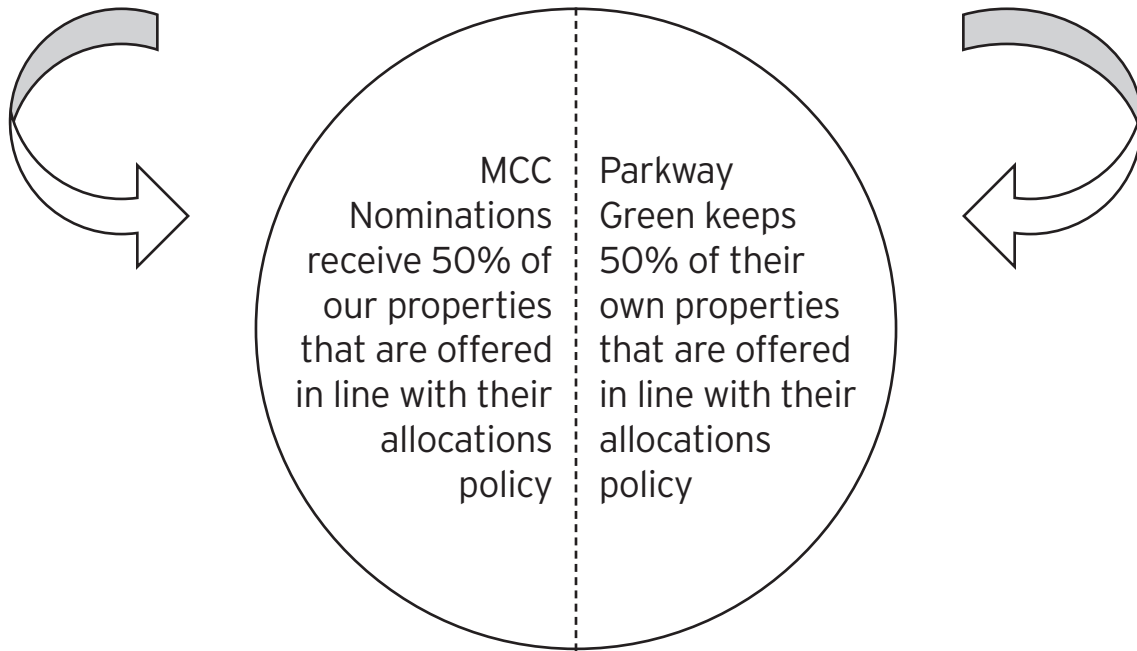 MCC
Nominations
receive 50% of
our properties
that are offered
in line with their
allocations
policy
Parkway
Green keeps
50% of their
own properties
that are offered
in line with their
allocations
policy